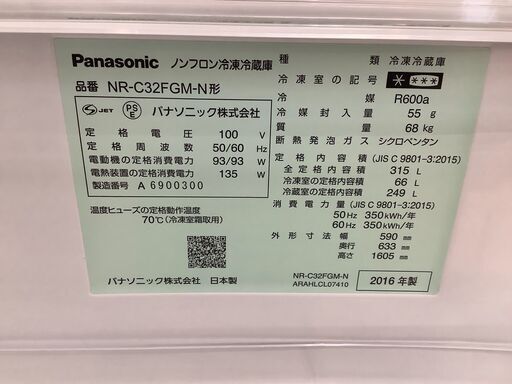 Panasonic ノンフロン冷凍冷蔵庫
品番 NR-C32FGM-N形
S JET PSE パナソニック株式会社
定格電圧 100 V
定格周波数 50/60 Hz
電動機の定格消費電力 93/93 W
電熱装置の定格消費電力 135 W
製造番号 A 6900300
温度ヒューズの定格動作温度
70℃(冷凍室霜取用)
パナソニック株式会社 日本製
種類 冷凍冷蔵庫
冷凍室の記号 ****
冷媒 R600a
冷媒封入量 55 g
質量 68 kg
断熱発泡ガス シクロペンタン
定格内容積 (JIS C 9801-3:2015)
全定格内容積 315 L
冷凍室の定格内容積 66 L
冷蔵室の定格内容積 249 L
消費電力量 (JIS C 9801-3:2015)
50Hz 350kWh/年
60Hz 350kWh/年
外形寸法 幅 590 mm
奥行 633 mm
高さ 1605 mm
NR-C32FGM-N
ARAHLCL07410
2016年製